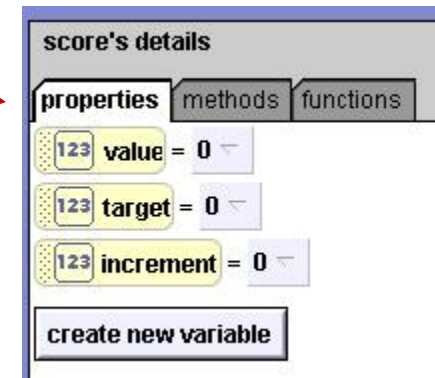 score's details
properties methods functions
123 value = 0
123 target = 0
123 increment = 0
create new variable